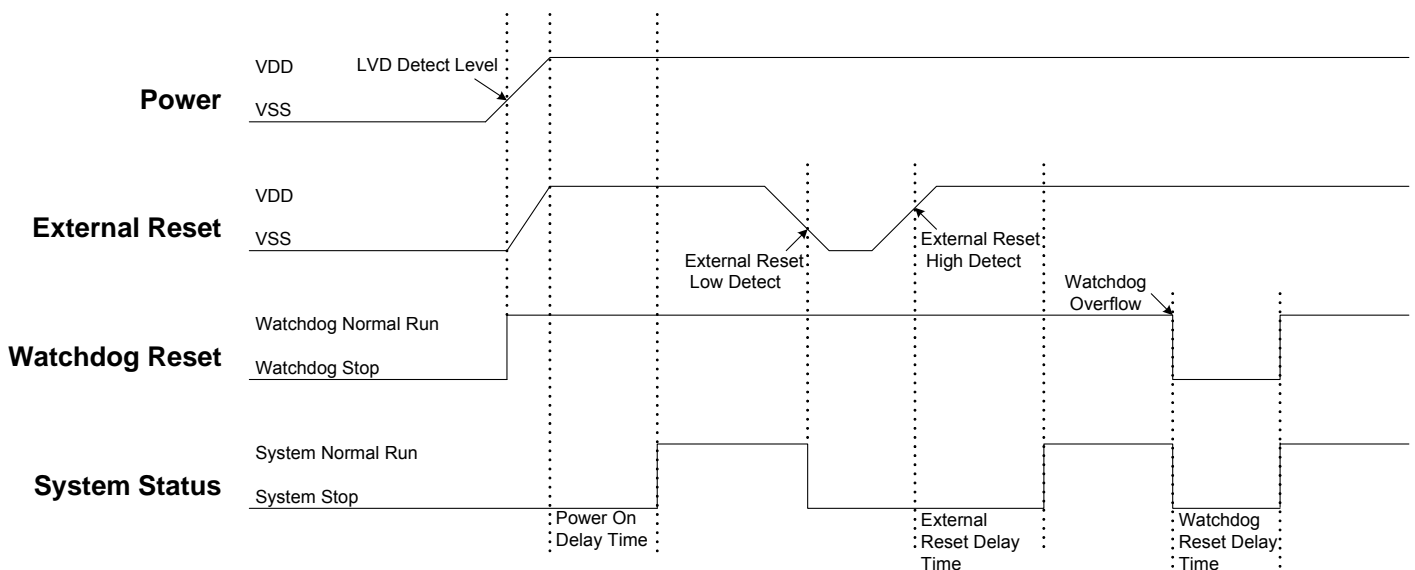 VDD
LVD Detect Level
Power
VSS
VDD
External Reset
VSS
External Reset
Low Detect
External Reset
High Detect
Watchdog
Overflow
Watchdog Normal Run
Watchdog Reset
Watchdog Stop
System Normal Run
System Status
System Stop
Power On
Delay Time
External
Reset Delay
Time
Watchdog
Reset Delay
Time